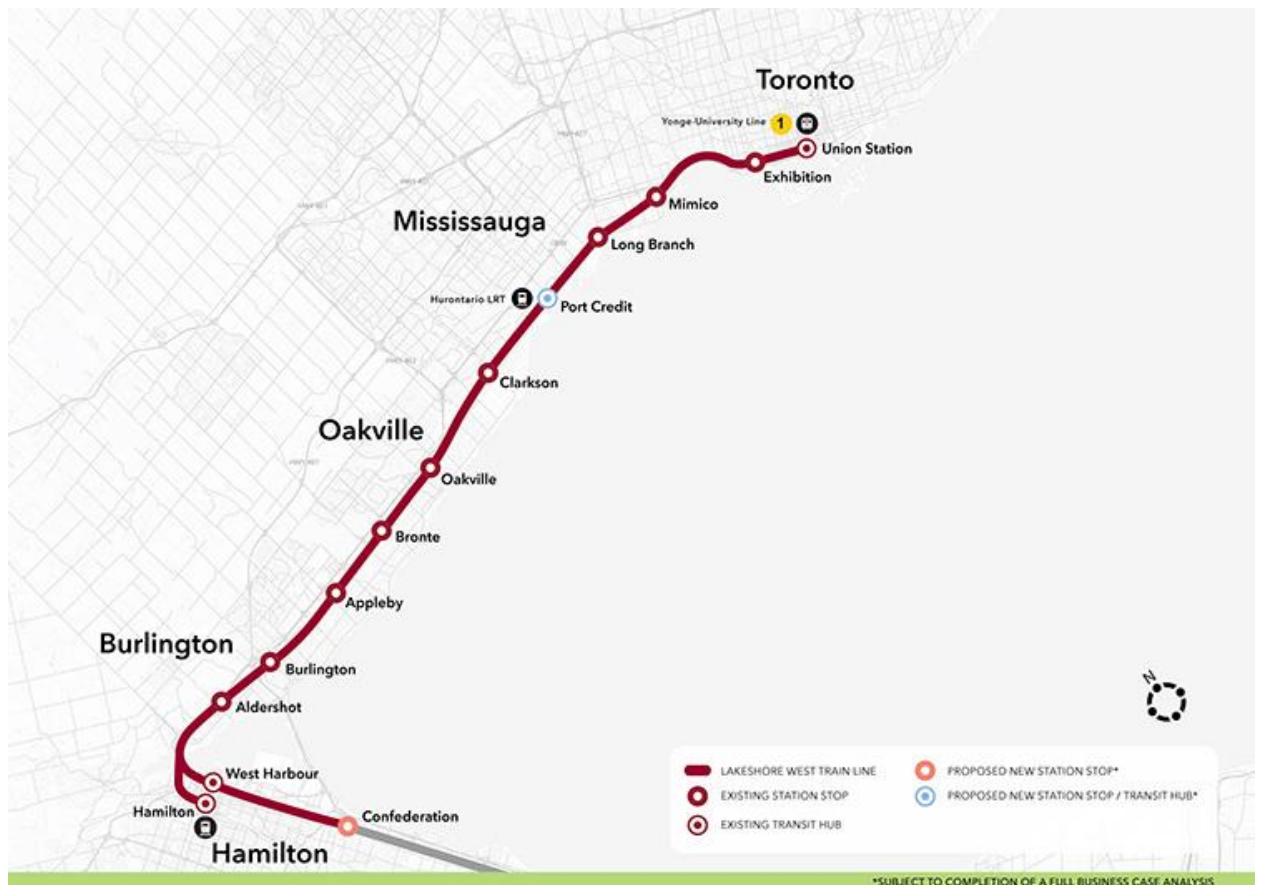 Toronto
Yonge-University Line 1
Union Station
Exhibition
Mimico
Mississauga
Long Branch
Hurontario LRT
Port Credit
Clarkson
Oakville
Oakville
Bronte
Appleby
Burlington
Burlington
Aldershot
N
West Harbour
Hamilton
Confederation
Hamilton
LAKESHORE WEST TRAIN LINE
EXISTING STATION STOP
EXISTING TRANSIT HUB
PROPOSED NEW STATION STOP*
PROPOSED NEW STATION STOP / TRANSIT HUB*
*SUBJECT TO COMPLETION OF A FULL BUSINESS CASE ANALYSIS